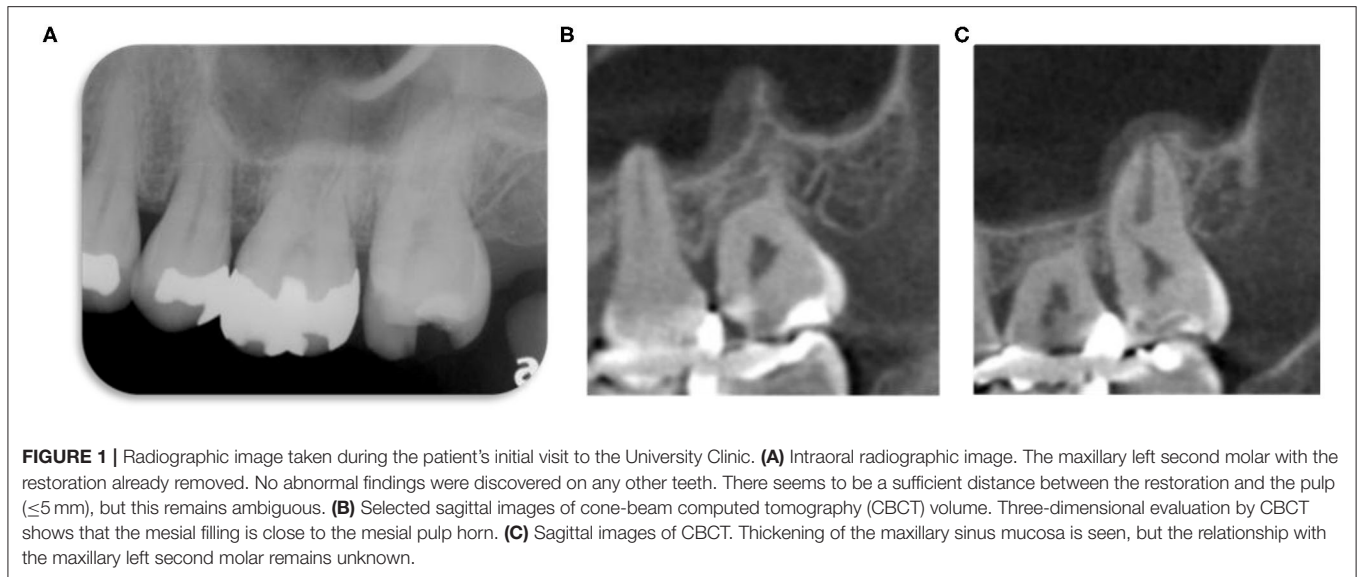 A
B
C
a
FIGURE 1 | Radiographic image taken during the patient's initial visit to the University Clinic. (A) Intraoral radiographic image. The maxillary left second molar with the
restoration already removed. No abnormal findings were discovered on any other teeth. There seems to be a sufficient distance between the restoration and the pulp
(≤5 mm), but this remains ambiguous. (B) Selected sagittal images of cone-beam computed tomography (CBCT) volume. Three-dimensional evaluation by CBCT
shows that the mesial filling is close to the mesial pulp horn. (C) Sagittal images of CBCT. Thickening of the maxillary sinus mucosa is seen, but the relationship with
the maxillary left second molar remains unknown.